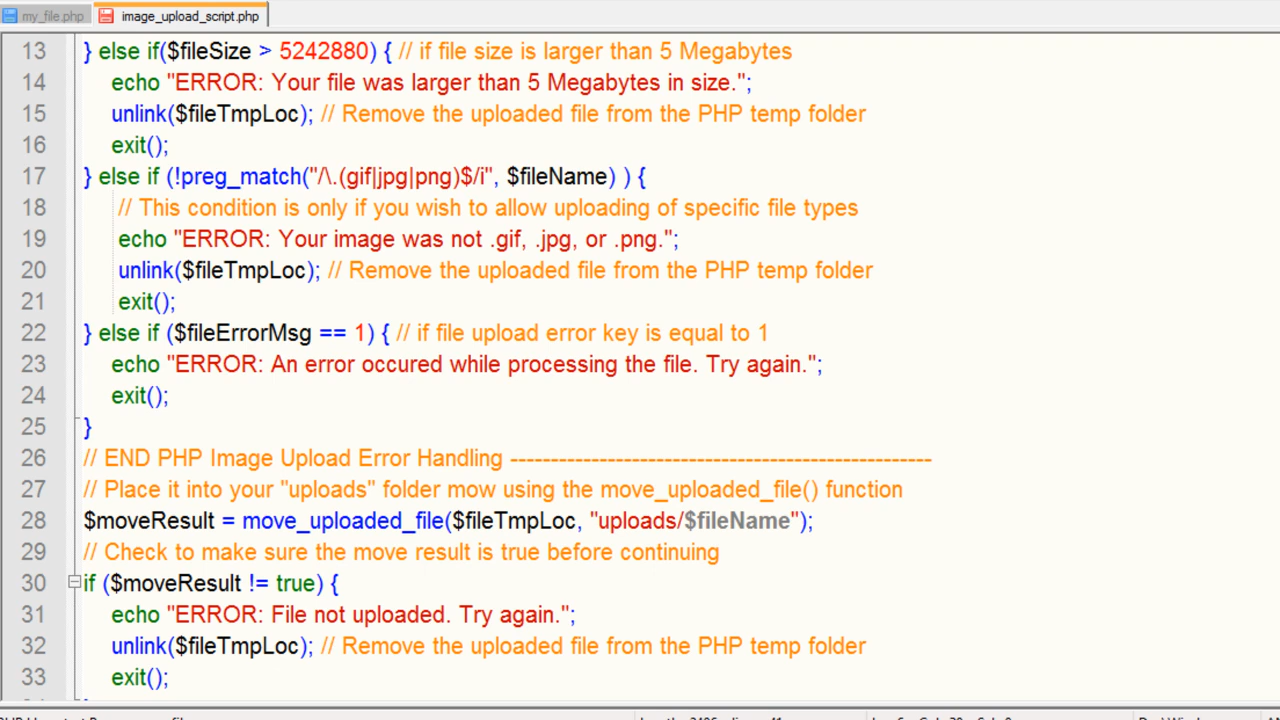 my_file.php image_upload_script.php
13 } else if($fileSize > 5242880) { // if file size is larger than 5 Megabytes
14 echo "ERROR: Your file was larger than 5 Megabytes in size.";
15 unlink($fileTmpLoc); // Remove the uploaded file from the PHP temp folder
16 exit();
17 } else if (!preg_match("/\.(gif|jpg|png)$/i", $fileName) ) {
18 // This condition is only if you wish to allow uploading of specific file types
19 echo "ERROR: Your image was not .gif, .jpg, or .png.";
20 unlink($fileTmpLoc); // Remove the uploaded file from the PHP temp folder
21 exit();
22 } else if ($fileErrorMsg == 1) { // if file upload error key is equal to 1
23 echo "ERROR: An error occured while processing the file. Try again.";
24 exit();
25 }
26 // END PHP Image Upload Error Handling ----------------------------------------------------
27 // Place it into your "uploads" folder mow using the move_uploaded_file() function
28 $moveResult = move_uploaded_file($fileTmpLoc, "uploads/$fileName");
29 // Check to make sure the move result is true before continuing
30 if ($moveResult != true) {
31 echo "ERROR: File not uploaded. Try again.";
32 unlink($fileTmpLoc); // Remove the uploaded file from the PHP temp folder
33 exit();